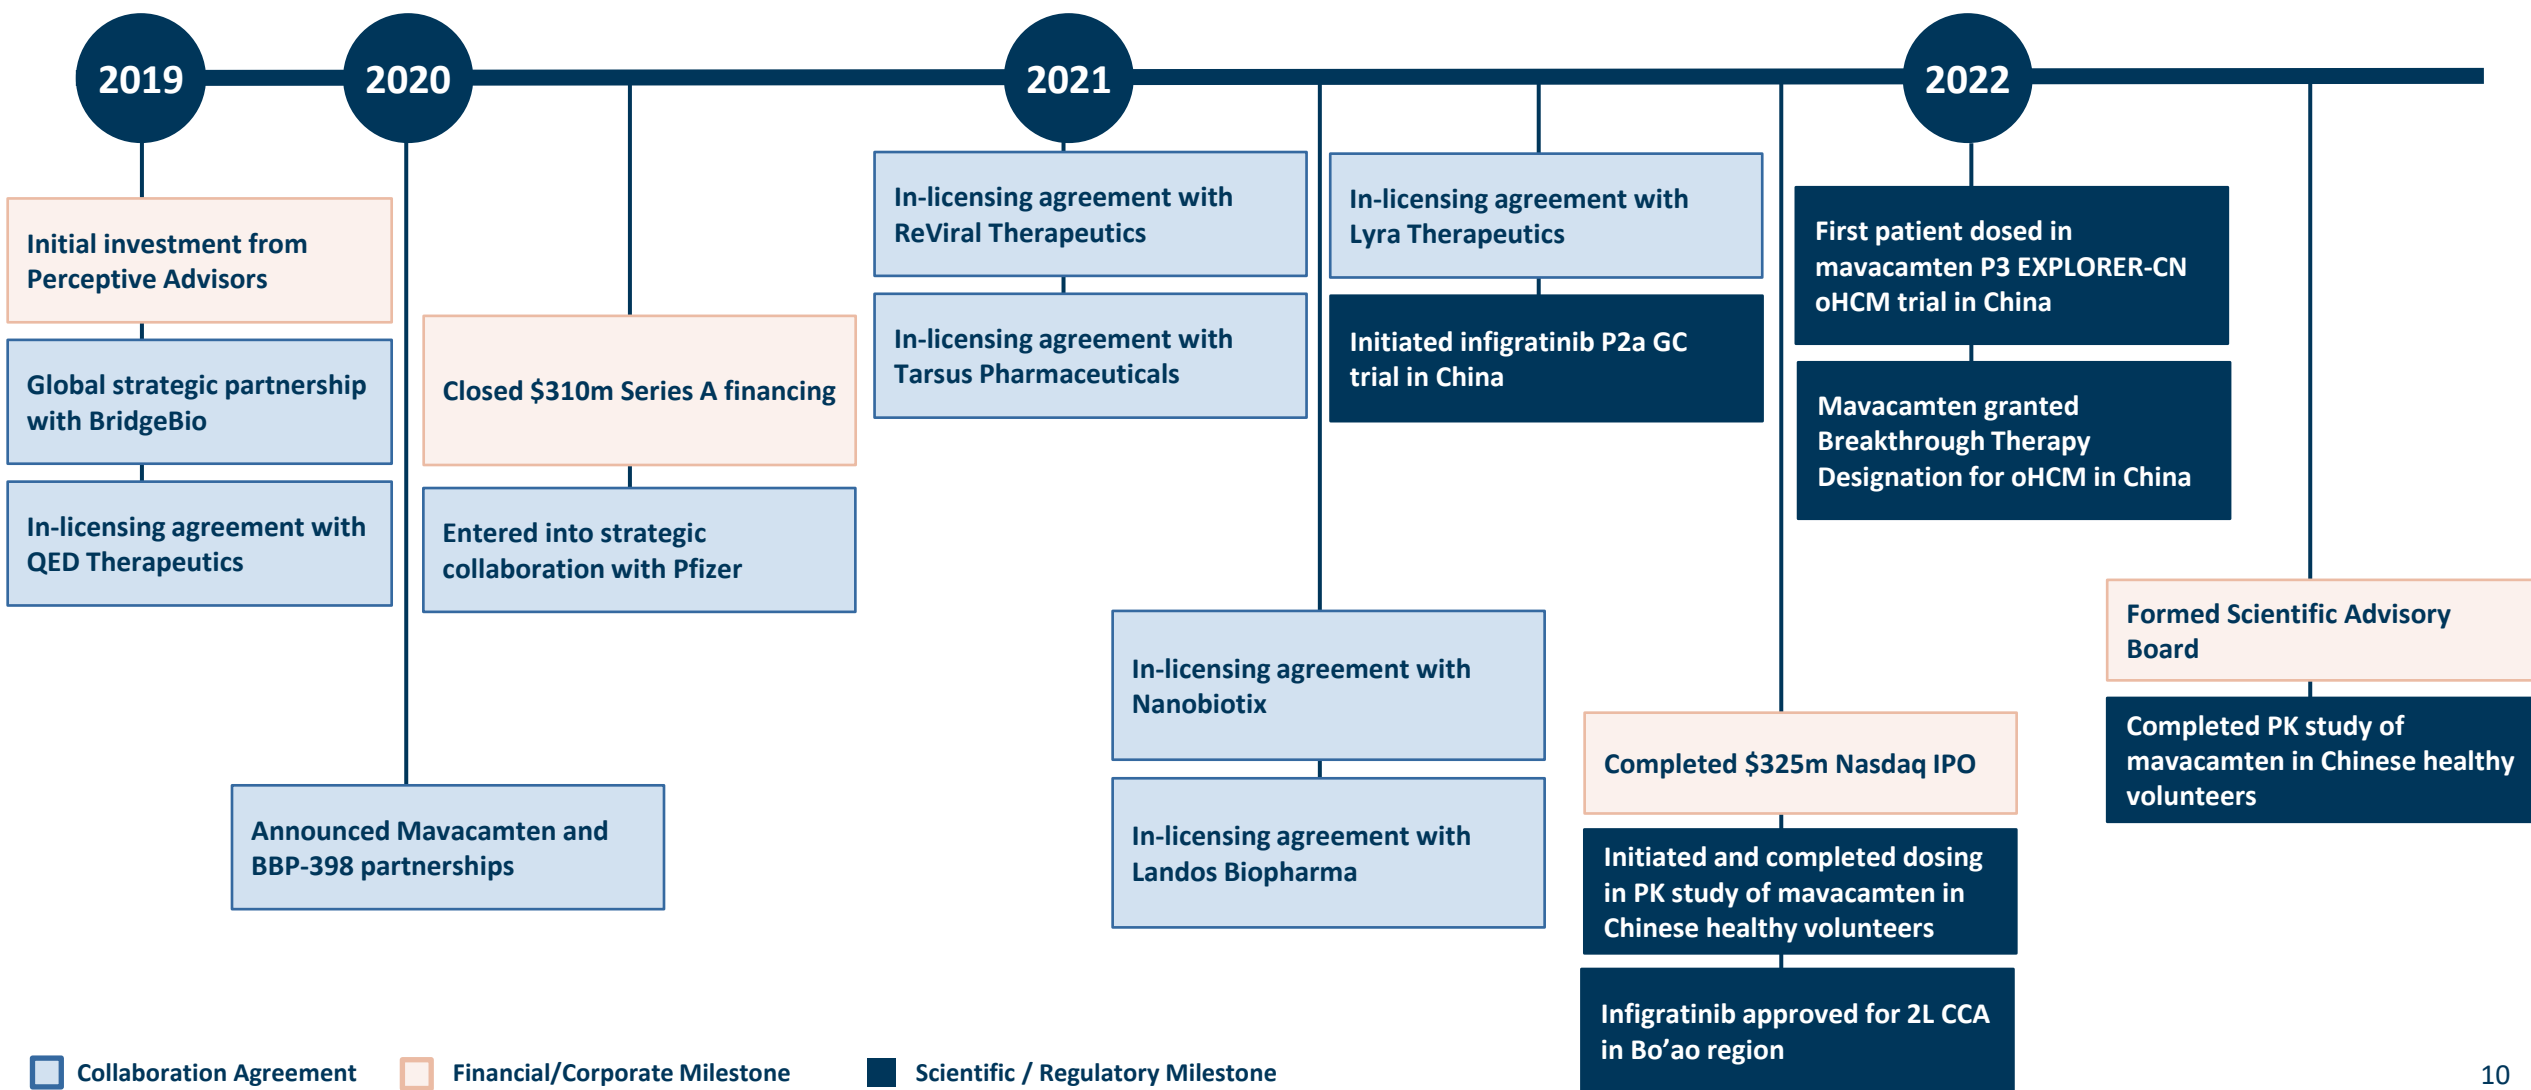 2019
2020
2021
2022
Initial investment from
Perceptive Advisors
Global strategic partnership
with BridgeBio
In-licensing agreement with
QED Therapeutics
Announced Mavacamten and
BBP-398 partnerships
Closed $310m Series A financing
Entered into strategic
collaboration with Pfizer
In-licensing agreement with
ReViral Therapeutics
In-licensing agreement with
Tarsus Pharmaceuticals
In-licensing agreement with
Nanobiotix
In-licensing agreement with
Landos Biopharma
In-licensing agreement with
Lyra Therapeutics
Initiated infigratinib P2a GC
trial in China
Completed $325m Nasdaq IPO
Initiated and completed dosing
in PK study of mavacamten in
Chinese healthy volunteers
Infigratinib approved for 2L CCA
in Bo’ao region
First patient dosed in
mavacamten P3 EXPLORER-CN
oHCM trial in China
Mavacamten granted
Breakthrough Therapy
Designation for oHCM in China
Formed Scientific Advisory
Board
Completed PK study of
mavacamten in Chinese healthy
volunteers
Collaboration Agreement
Financial/Corporate Milestone
Scientific / Regulatory Milestone
10